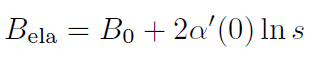 B_ela = B_0 + 2α′(0) ln s